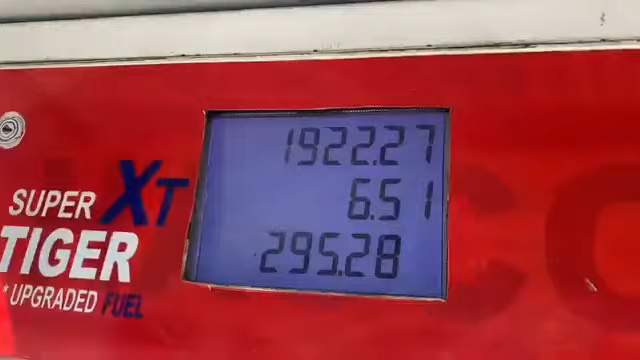 1922.27
6.51
295.28
SUPER XT
TIGER
* UPGRADED FUEL